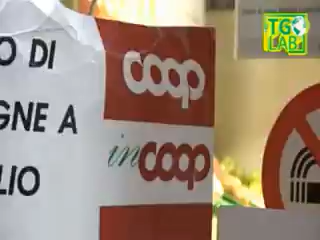 TG
LAB
O DI
GNE A
LIO
coop
incoop